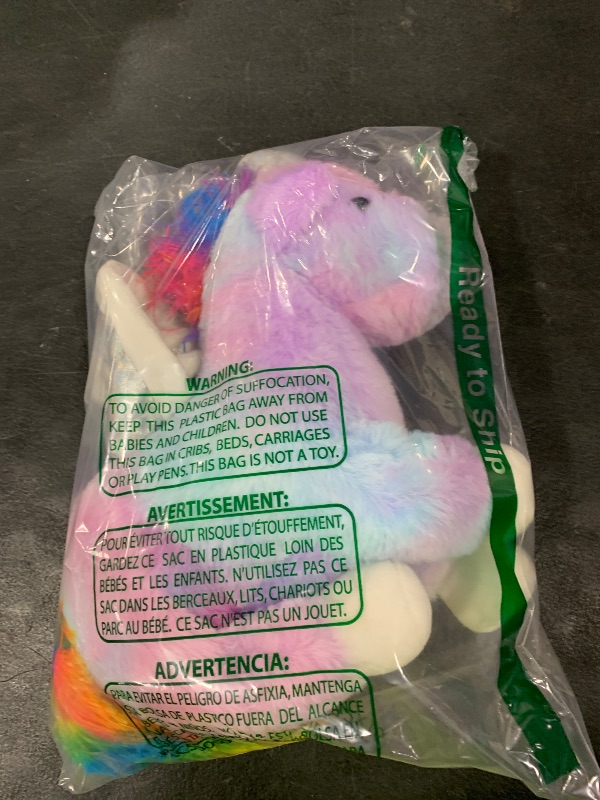 WARNING:
TO AVOID DANGER OF SUFFOCATION,
KEEP THIS PLASTIC BAG AWAY FROM
BABIES AND CHILDREN. DO NOT USE
THIS BAG IN CRIBS, BEDS, CARRIAGES
OR PLAY PENS. THIS BAG IS NOT A TOY.
AVERTISSEMENT:
POUR ÉVITER TOUT RISQUE D'ÉTOUFFEMENT,
GARDEZ CE SAC EN PLASTIQUE LOIN DES
BÉBÉS ET LES ENFANTS. N'UTILISEZ PAS CE
SAC DANS LES BERCEAUX, LITS, CHARIOTS OU
PARC AU BÉBÉ. CE SAC N'EST PAS UN JOUET.
ADVERTENCIA:
PARA EVITAR EL PELIGRO DE ASFIXIA, MANTENGA
BOLSA DE PLASTICO FUERA DEL ALCANCE
Ready to Ship